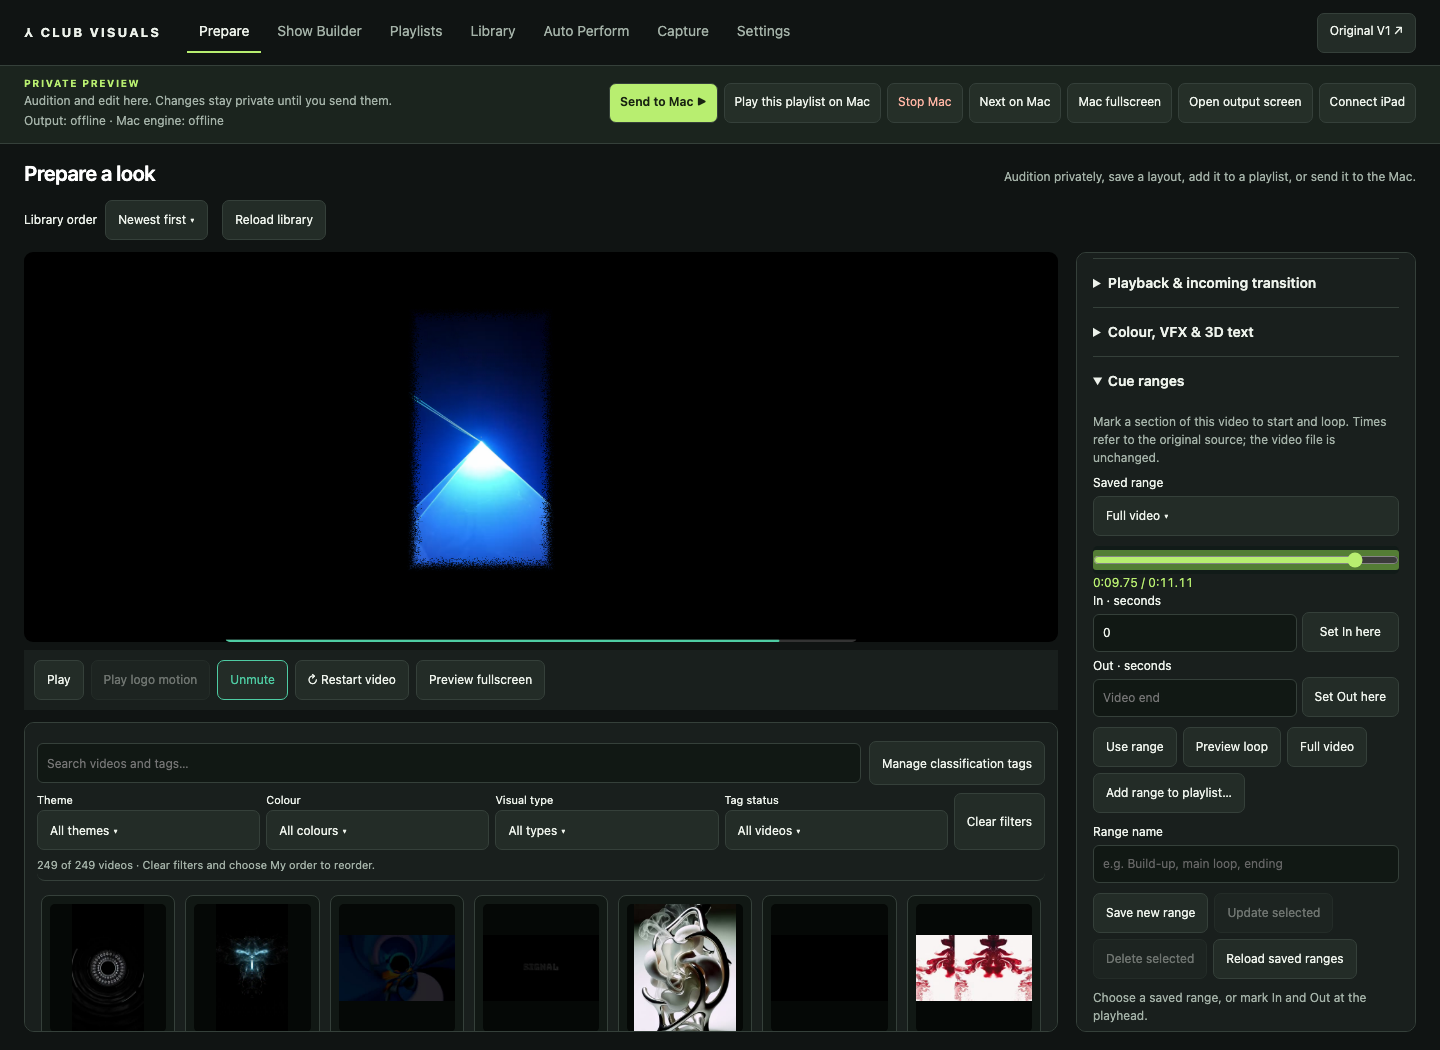 ⅄ CLUB VISUALS
Prepare
Show Builder
Playlists
Library
Auto Perform
Capture
Settings
Original V1 ↗
PRIVATE PREVIEW
Audition and edit here. Changes stay private until you send them.
Output: offline · Mac engine: offline
Send to Mac ▶
Play this playlist on Mac
Stop Mac
Next on Mac
Mac fullscreen
Open output screen
Connect iPad
Prepare a look
Audition privately, save a layout, add it to a playlist, or send it to the Mac.
Library order
Newest first ▾
Reload library
▶ Playback & incoming transition
▶ Colour, VFX & 3D text
▼ Cue ranges
Mark a section of this video to start and loop. Times
refer to the original source; the video file is
unchanged.
Saved range
Full video ▾
0:09.75 / 0:11.11
In · seconds
0
Set In here
Out · seconds
Video end
Set Out here
Use range
Preview loop
Full video
Add range to playlist...
Range name
e.g. Build-up, main loop, ending
Save new range
Update selected
Delete selected
Reload saved ranges
Choose a saved range, or mark In and Out at the
playhead.
Play
Play logo motion
Unmute
↻ Restart video
Preview fullscreen
Search videos and tags...
Manage classification tags
Theme
Colour
Visual type
Tag status
All themes ▾
All colours ▾
All types ▾
All videos ▾
Clear filters
249 of 249 videos · Clear filters and choose My order to reorder.
SIGNAL